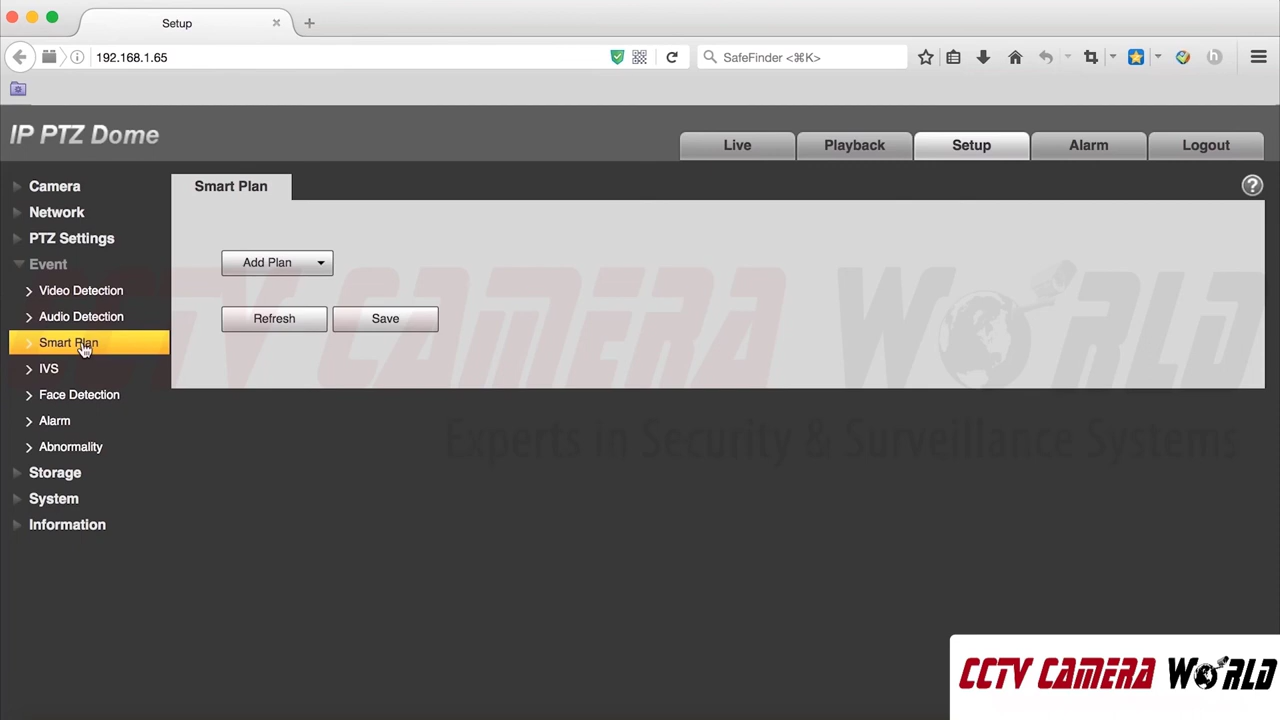 Setup
192.168.1.65
SafeFinder <⌘K>
IP PTZ Dome
Live
Playback
Setup
Alarm
Logout
Camera
Network
PTZ Settings
Event
Video Detection
Audio Detection
Smart Plan
IVS
Face Detection
Alarm
Abnormality
Storage
System
Information
Smart Plan
?
Add Plan
Refresh
Save
CCTV CAMERA WORLD
Experts in Security & Surveillance Systems
CCTV CAMERA WORLD